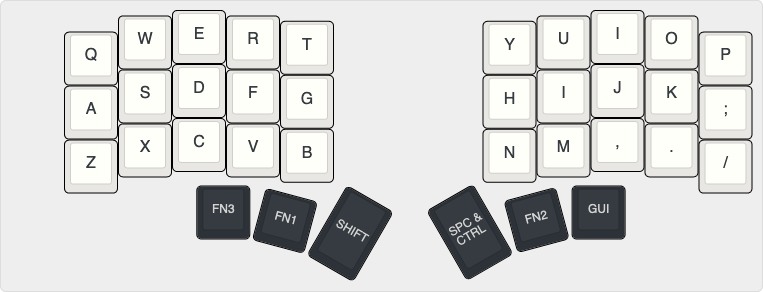 Q W E R T Y U I O P
A S D F G H I J K ;
Z X C V B N M , . /
FN3 FN1 SHIFT SPC & CTRL FN2 GUI